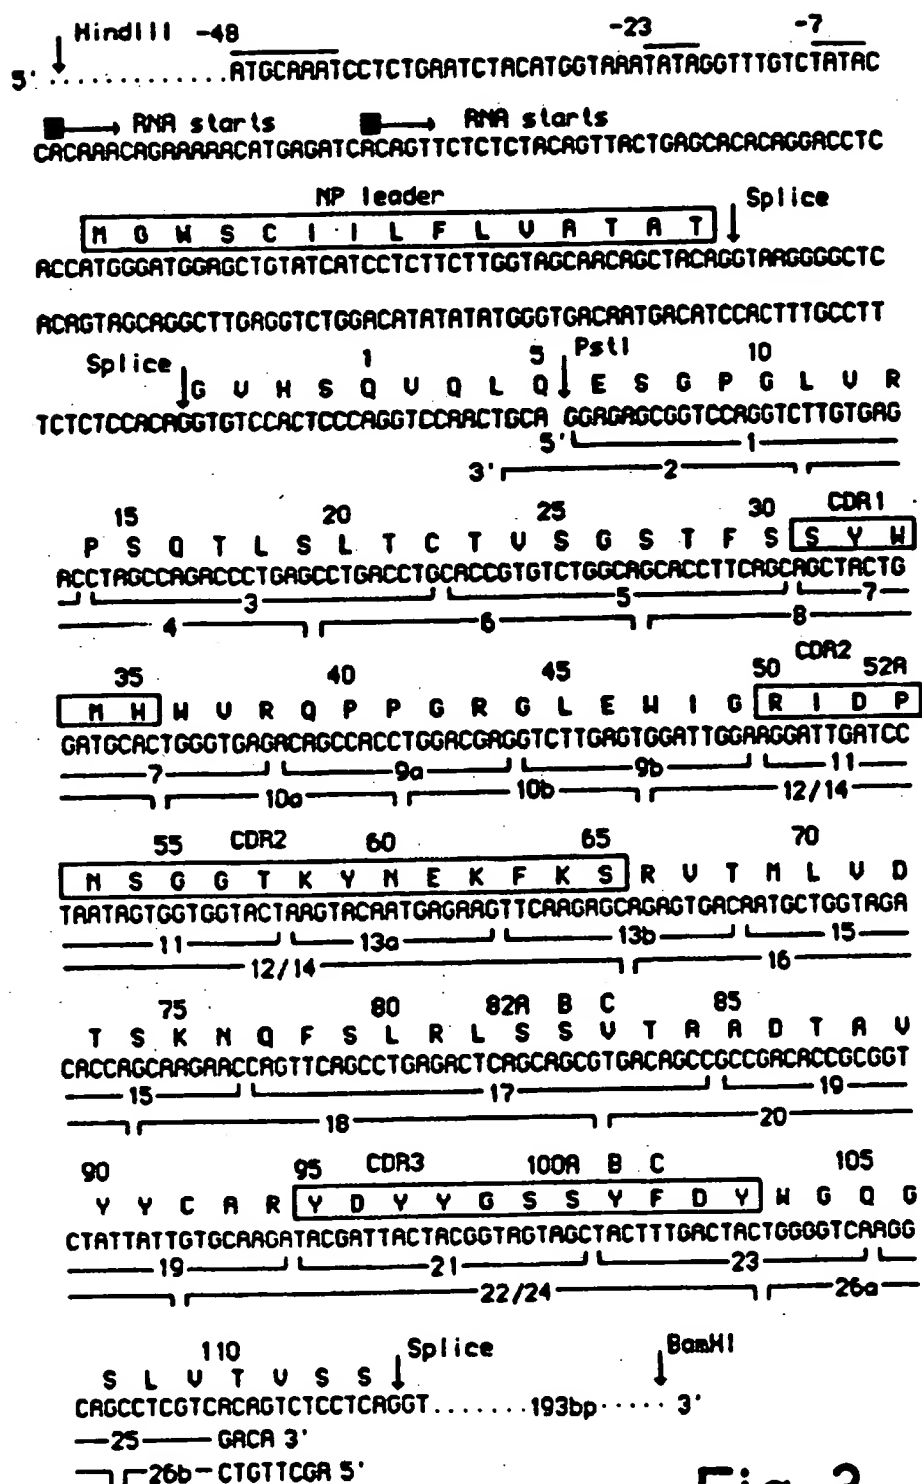 HindIII -48 -23 -7
5' ..............ATGCAAATCCTCTGAATCTACATGGTAAATATAGGTTTGTCTATAC
RNA starts RNA starts
CACAAACAGAAAAACATGAGATCACAGTTCTCTCTACAGTTACTGAGCACACAGGACCTC
NP leader Splice
M G W S C I I L F L V A T A T
ACCATGGGATGGAGCTGTATCATCCTCTTCTTGGTAGCAACAGCTACAGGTAAGGGGCTC
ACAGTAGCAGGCTTGAGGTCTGGACATATATATGGGTGACAATGACATCCACTTTGCCTT
Splice 1 5 PstI 10
G V H S Q V Q L Q E S G P G L V R
TCTCTCCACAGGTGTCCACTCCCAGGTCCAACTGCA GGAGAGCGGTCCAGGTCTTGTGAG
5' 1
3' 2
15 20 25 30 CDR1
P S Q T L S L T C T V S G S T F S S Y W
ACCTAGCCAGACCCTGAGCCTGACCTGCACCGTGTCTGGCAGCACCTTCAGCAGCTACTG
3 5 7
4 6 8
35 40 45 50 CDR2 52A
M H W V R Q P P G R G L E W I G R I D P
GATGCACTGGGTGAGACAGCCACCTGGACGAGGTCTTGAGTGGATTGGAAGGATTGATCC
7 9a 9b 11
10a 10b 12/14
55 CDR2 60 65 70
N S G G T K Y N E K F K S R V T M L V D
TAATAGTGGTGGTACTAAGTACAATGAGAAGTTCAAGAGCAGAGTGACAATGCTGGTAGA
11 13a 13b 15
12/14 16
75 80 82A B C 85
T S K N Q F S L R L S S V T A A D T A V
CACCAGCAAGAACCAGTTCAGCCTGAGACTCAGCAGCGTGACAGCCGCCGACACCGCGGT
15 17 19
18 20
90 95 CDR3 100A B C 105
Y Y C A R Y D Y Y G S S Y F D Y W G Q G
CTATTATTGTGCAAGATACGATTACTACGGTAGTAGCTACTTTGACTACTGGGGTCAAGG
19 21 23
22/24 26a
110 Splice BamHI
S L V T V S S
CAGCCTCGTCACAGTCTCCTCAGGT.......193bp...... 3'
25 GACA 3'
26b CTGTTCGA 5'
Fig.